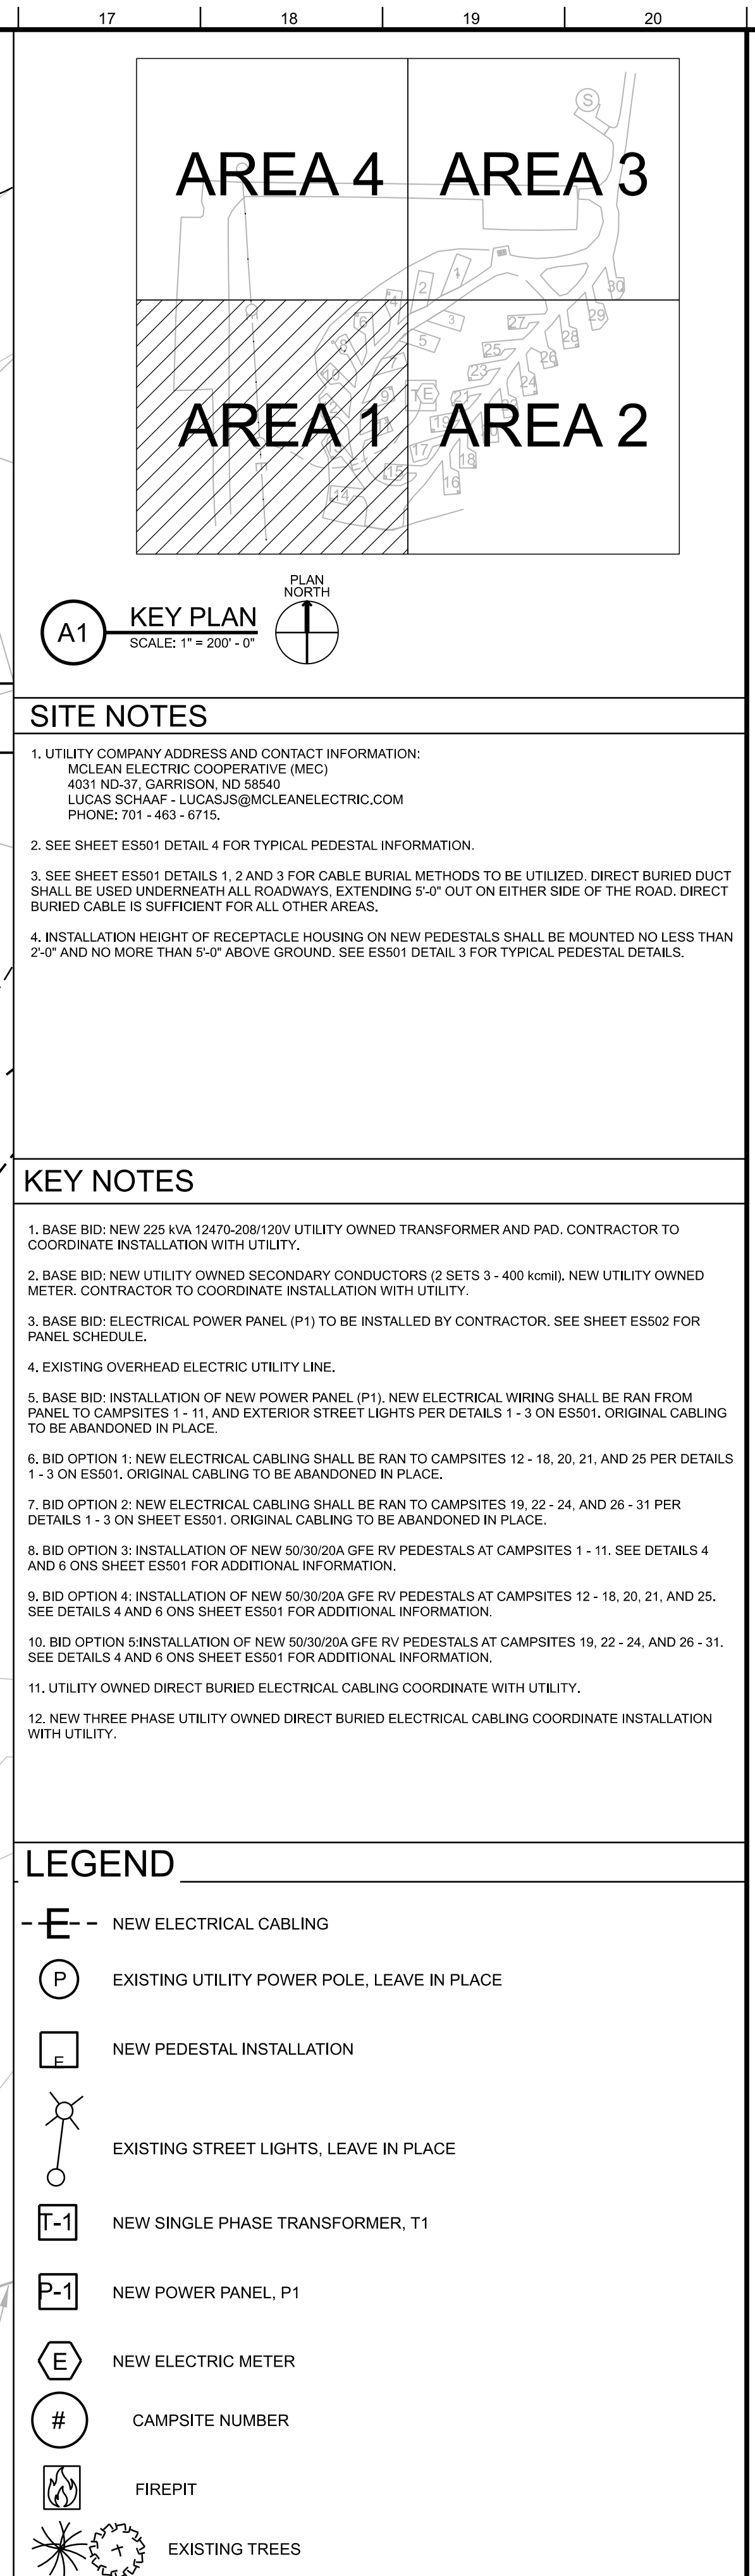 17 18 19 20
AREA 4 AREA 3
S
1
2
4
3
30
6
27
29
5
28
8
25
26
10
23
24
9
T E
21
AREA 1 AREA 2
11
19
17
18
15
14
16
E
PLAN
NORTH
A1
KEY PLAN
SCALE: 1" = 200' - 0"
SITE NOTES
1. UTILITY COMPANY ADDRESS AND CONTACT INFORMATION:
MCLEAN ELECTRIC COOPERATIVE (MEC)
4031 ND-37, GARRISON, ND 58540
LUCAS SCHAAF - LUCASJS@MCLEANELECTRIC.COM
PHONE: 701 - 463 - 6715.
2. SEE SHEET ES501 DETAIL 4 FOR TYPICAL PEDESTAL INFORMATION.
3. SEE SHEET ES501 DETAILS 1, 2 AND 3 FOR CABLE BURIAL METHODS TO BE UTILIZED. DIRECT BURIED DUCT
SHALL BE USED UNDERNEATH ALL ROADWAYS, EXTENDING 5'-0" OUT ON EITHER SIDE OF THE ROAD. DIRECT
BURIED CABLE IS SUFFICIENT FOR ALL OTHER AREAS.
4. INSTALLATION HEIGHT OF RECEPTACLE HOUSING ON NEW PEDESTALS SHALL BE MOUNTED NO LESS THAN
2'-0" AND NO MORE THAN 5'-0" ABOVE GROUND. SEE ES501 DETAIL 3 FOR TYPICAL PEDESTAL DETAILS.
KEY NOTES
1. BASE BID: NEW 225 kVA 12470-208/120V UTILITY OWNED TRANSFORMER AND PAD. CONTRACTOR TO
COORDINATE INSTALLATION WITH UTILITY.
2. BASE BID: NEW UTILITY OWNED SECONDARY CONDUCTORS (2 SETS 3 - 400 kcmil). NEW UTILITY OWNED
METER. CONTRACTOR TO COORDINATE INSTALLATION WITH UTILITY.
3. BASE BID: ELECTRICAL POWER PANEL (P1) TO BE INSTALLED BY CONTRACTOR. SEE SHEET ES502 FOR
PANEL SCHEDULE.
4. EXISTING OVERHEAD ELECTRIC UTILITY LINE.
5. BASE BID: INSTALLATION OF NEW POWER PANEL (P1). NEW ELECTRICAL WIRING SHALL BE RAN FROM
PANEL TO CAMPSITES 1 - 11, AND EXTERIOR STREET LIGHTS PER DETAILS 1 - 3 ON ES501. ORIGINAL CABLING
TO BE ABANDONED IN PLACE.
6. BID OPTION 1: NEW ELECTRICAL CABLING SHALL BE RAN TO CAMPSITES 12 - 18, 20, 21, AND 25 PER DETAILS
1 - 3 ON ES501. ORIGINAL CABLING TO BE ABANDONED IN PLACE.
7. BID OPTION 2: NEW ELECTRICAL CABLING SHALL BE RAN TO CAMPSITES 19, 22 - 24, AND 26 - 31 PER
DETAILS 1 - 3 ON SHEET ES501. ORIGINAL CABLING TO BE ABANDONED IN PLACE.
8. BID OPTION 3: INSTALLATION OF NEW 50/30/20A GFE RV PEDESTALS AT CAMPSITES 1 - 11. SEE DETAILS 4
AND 6 ONS SHEET ES501 FOR ADDITIONAL INFORMATION.
9. BID OPTION 4: INSTALLATION OF NEW 50/30/20A GFE RV PEDESTALS AT CAMPSITES 12 - 18, 20, 21, AND 25.
SEE DETAILS 4 AND 6 ONS SHEET ES501 FOR ADDITIONAL INFORMATION.
10. BID OPTION 5:INSTALLATION OF NEW 50/30/20A GFE RV PEDESTALS AT CAMPSITES 19, 22 - 24, AND 26 - 31.
SEE DETAILS 4 AND 6 ONS SHEET ES501 FOR ADDITIONAL INFORMATION.
11. UTILITY OWNED DIRECT BURIED ELECTRICAL CABLING COORDINATE WITH UTILITY.
12. NEW THREE PHASE UTILITY OWNED DIRECT BURIED ELECTRICAL CABLING COORDINATE INSTALLATION
WITH UTILITY.
LEGEND
E NEW ELECTRICAL CABLING
P EXISTING UTILITY POWER POLE, LEAVE IN PLACE
E NEW PEDESTAL INSTALLATION
EXISTING STREET LIGHTS, LEAVE IN PLACE
T-1 NEW SINGLE PHASE TRANSFORMER, T1
P-1 NEW POWER PANEL, P1
E NEW ELECTRIC METER
# CAMPSITE NUMBER
FIREPIT
EXISTING TREES